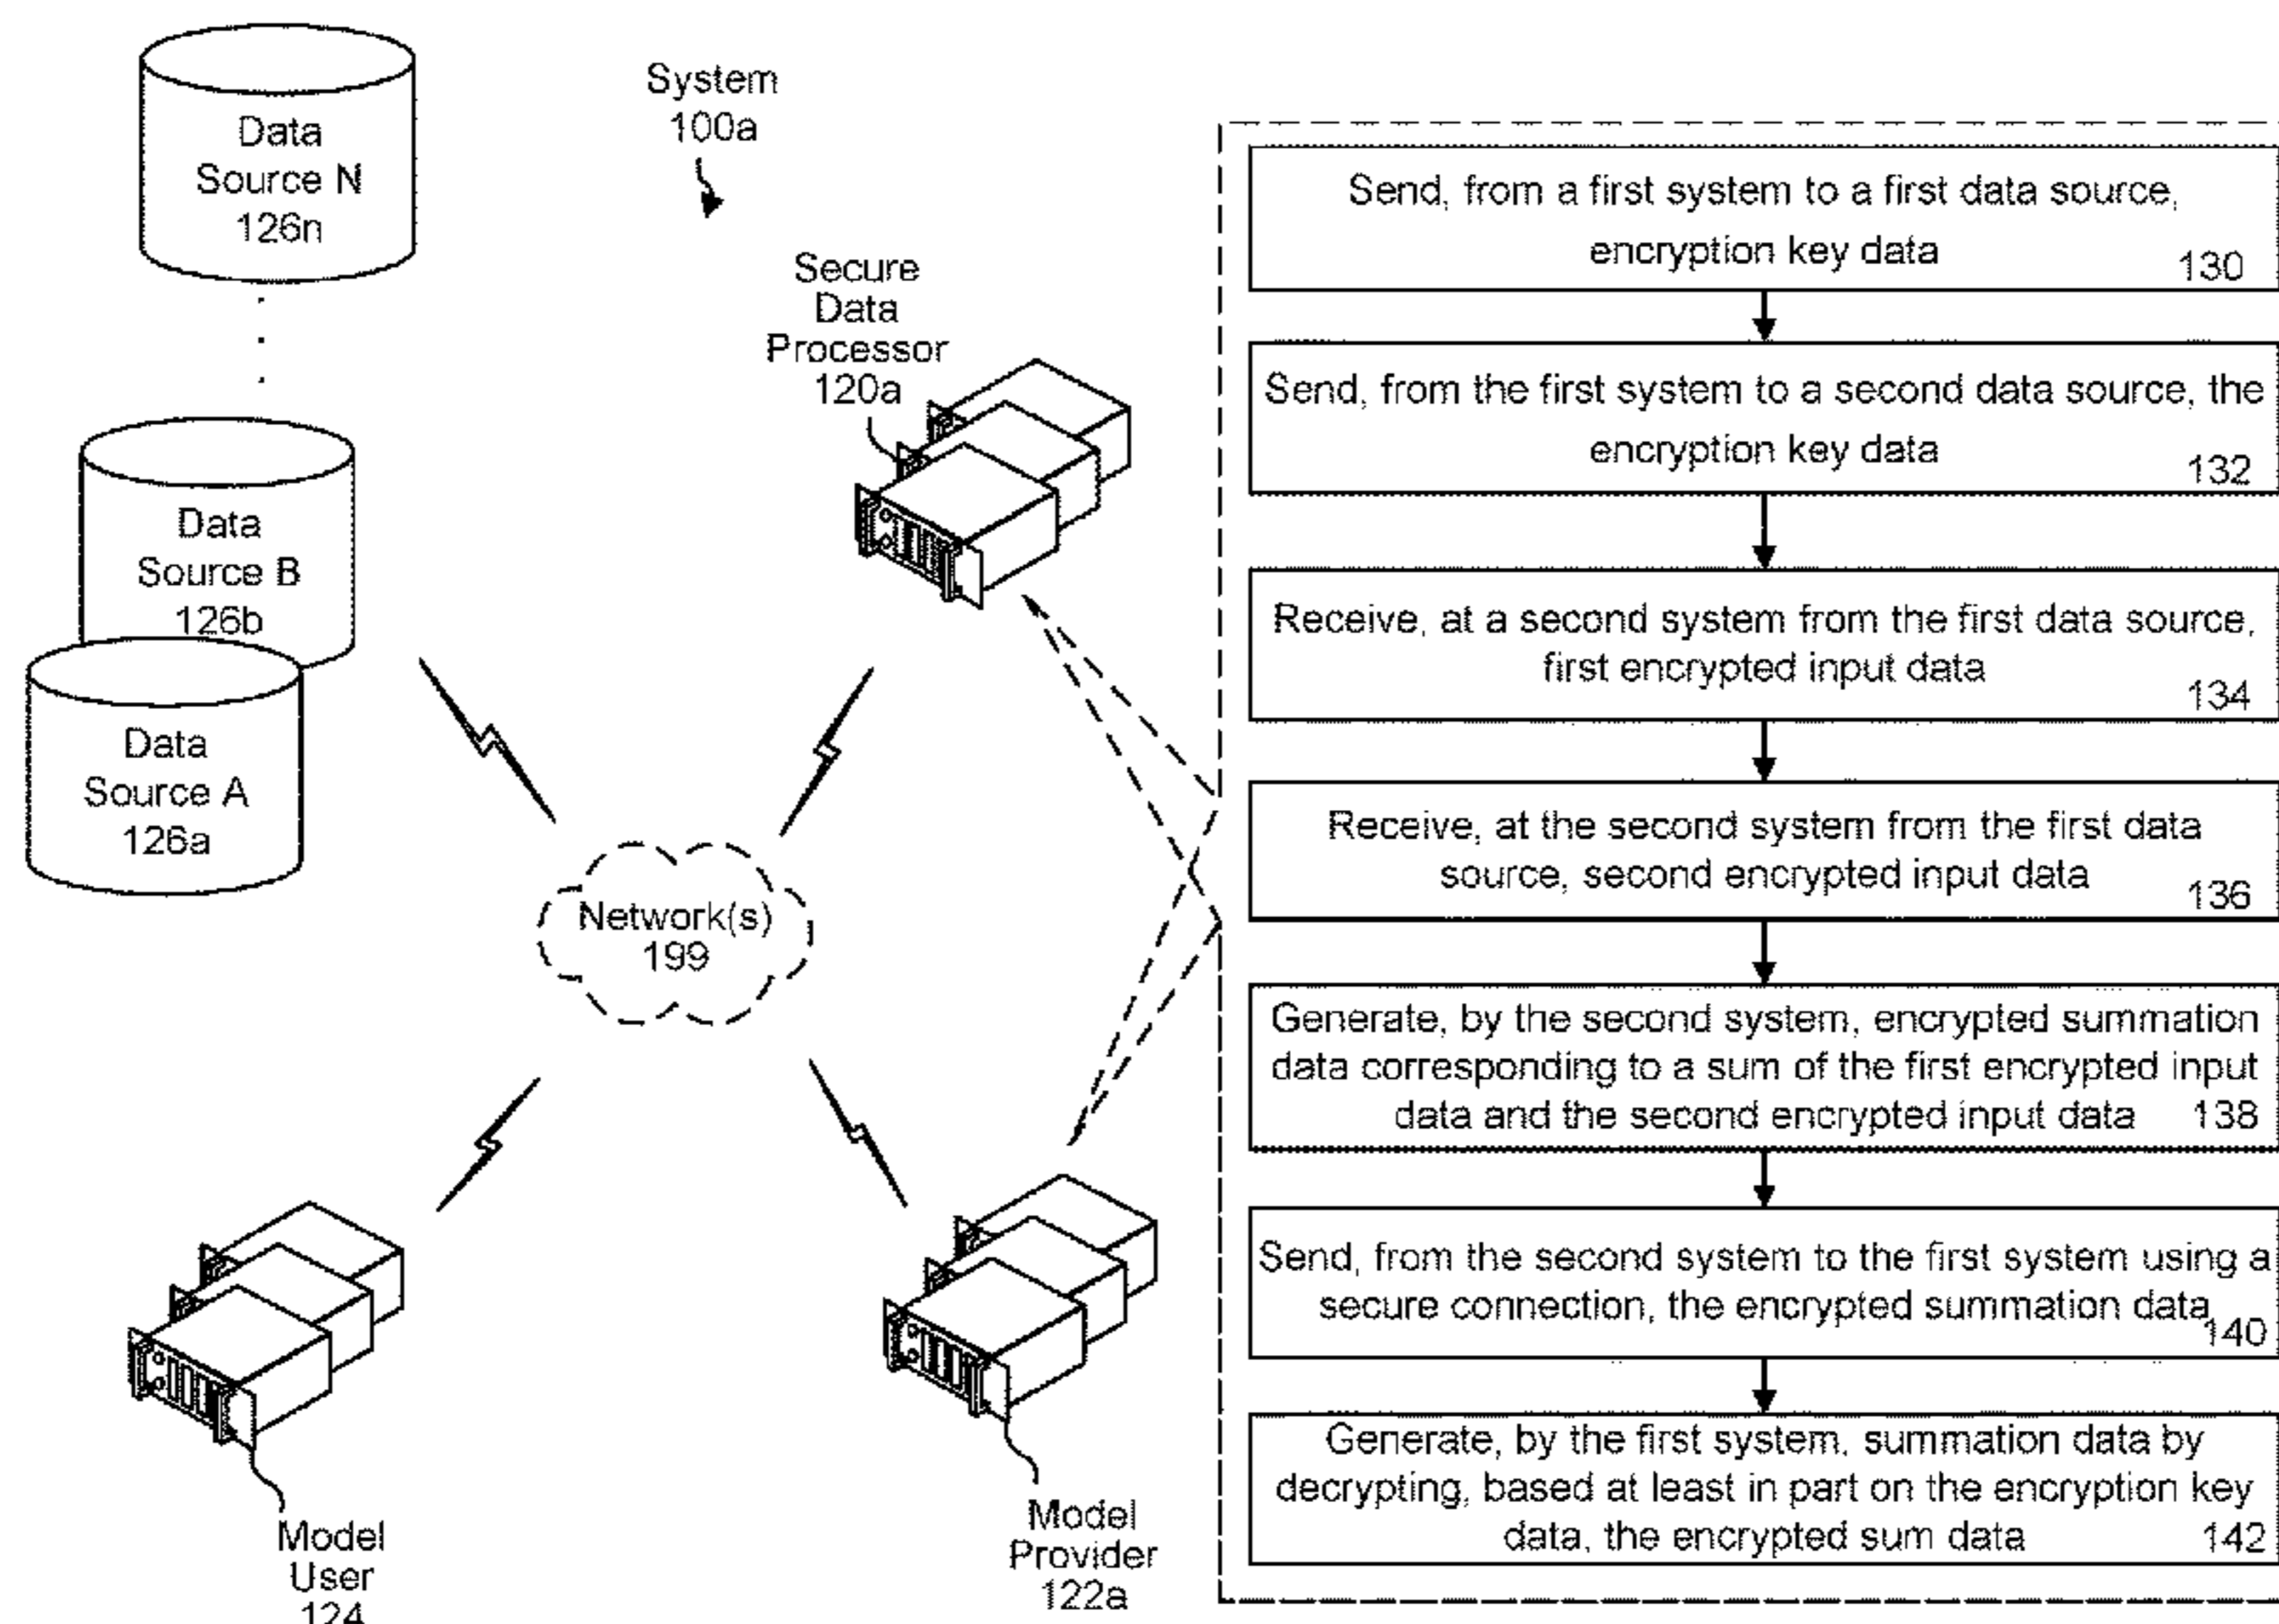 Data
Source N
126n
System
100a
Secure
Data
Processor
120a
Data
Source B
126b
Data
Source A
126a
Network(s)
199
Model
User
124
Model
Provider
122a
Send, from a first system to a first data source,
encryption key data
130
Send, from the first system to a second data source, the
encryption key data
132
Receive, at a second system from the first data source,
first encrypted input data
134
Receive, at the second system from the first data
source, second encrypted input data
136
Generate, by the second system, encrypted summation
data corresponding to a sum of the first encrypted input
data and the second encrypted input data 138
Send, from the second system to the first system using a
secure connection, the encrypted summation data
140
Generate, by the first system, summation data by
decrypting, based at least in part on the encryption key
data, the encrypted sum data 142